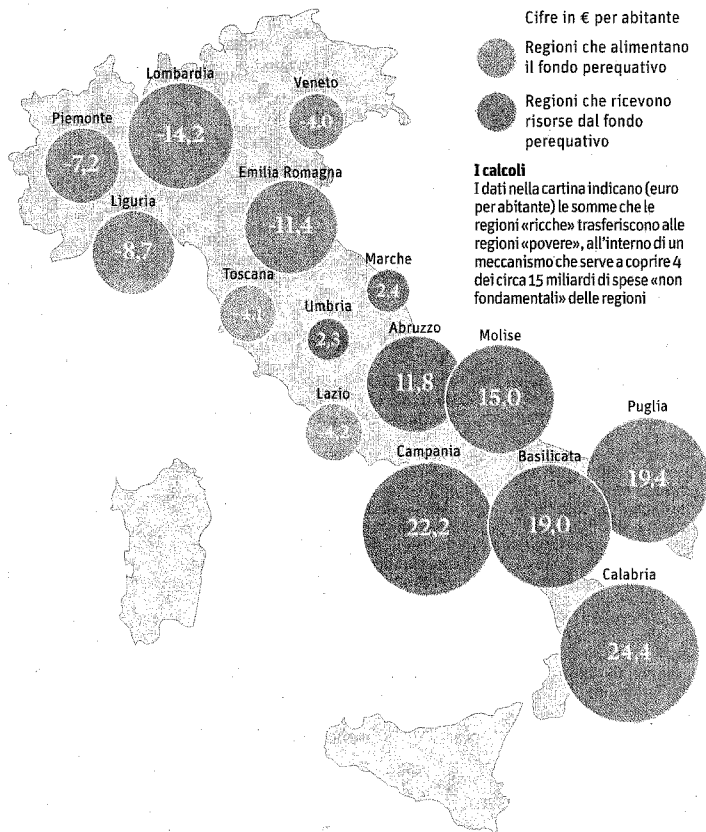 Cifre in € per abitante
Regioni che alimentano
il fondo perequativo
Regioni che ricevono
risorse dal fondo
perequativo
I calcoli
I dati nella cartina indicano (euro
per abitante) le somme che le
regioni «ricche» trasferiscono alle
regioni «povere», all'interno di un
meccanismo che serve a coprire 4
dei circa 15 miliardi di spese «non
fondamentali» delle regioni
Lombardia
-14,2
Veneto
-4,0
Piemonte
-7,2
Emilia Romagna
-11,4
Liguria
-8,7
Toscana
-4,1
Marche
2,4
Umbria
2,3
Abruzzo
11,8
Molise
15,0
Lazio
-4,2
Campania
22,2
Basilicata
19,0
Puglia
19,4
Calabria
24,4